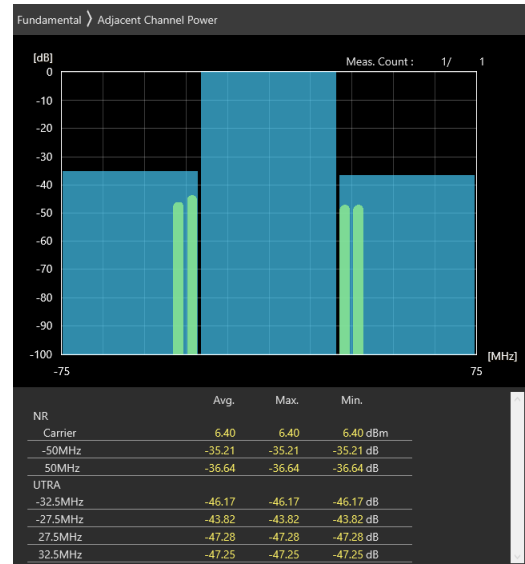 Fundamental 〉 Adjacent Channel Power
[dB]
Meas. Count : 1/ 1
0
-10
-20
-30
-40
-50
-60
-70
-80
-90
-100
[MHz]
-75 75
Avg. Max. Min.
NR
Carrier 6.40 6.40 6.40 dBm
-50MHz -35.21 -35.21 -35.21 dB
50MHz -36.64 -36.64 -36.64 dB
UTRA
-32.5MHz -46.17 -46.17 -46.17 dB
-27.5MHz -43.82 -43.82 -43.82 dB
27.5MHz -47.28 -47.28 -47.28 dB
32.5MHz -47.25 -47.25 -47.25 dB